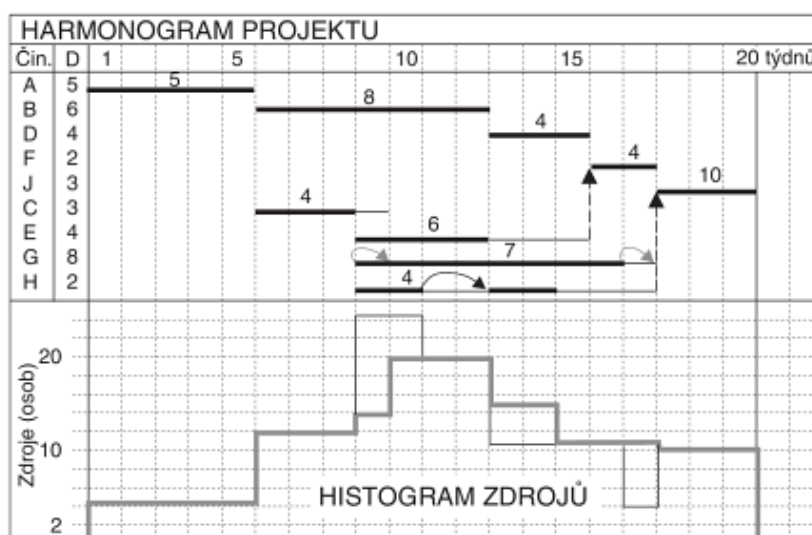 HARMONOGRAM PROJEKTU
Čin. D 1 5 10 15 20 týdnů
A 5 5
B 6 8
D 4 4
F 2 4
J 3 10
C 3 4
E 4 6
G 8 7
H 2 4
Zdroje (osob)
20
10
2
HISTOGRAM ZDROJŮ